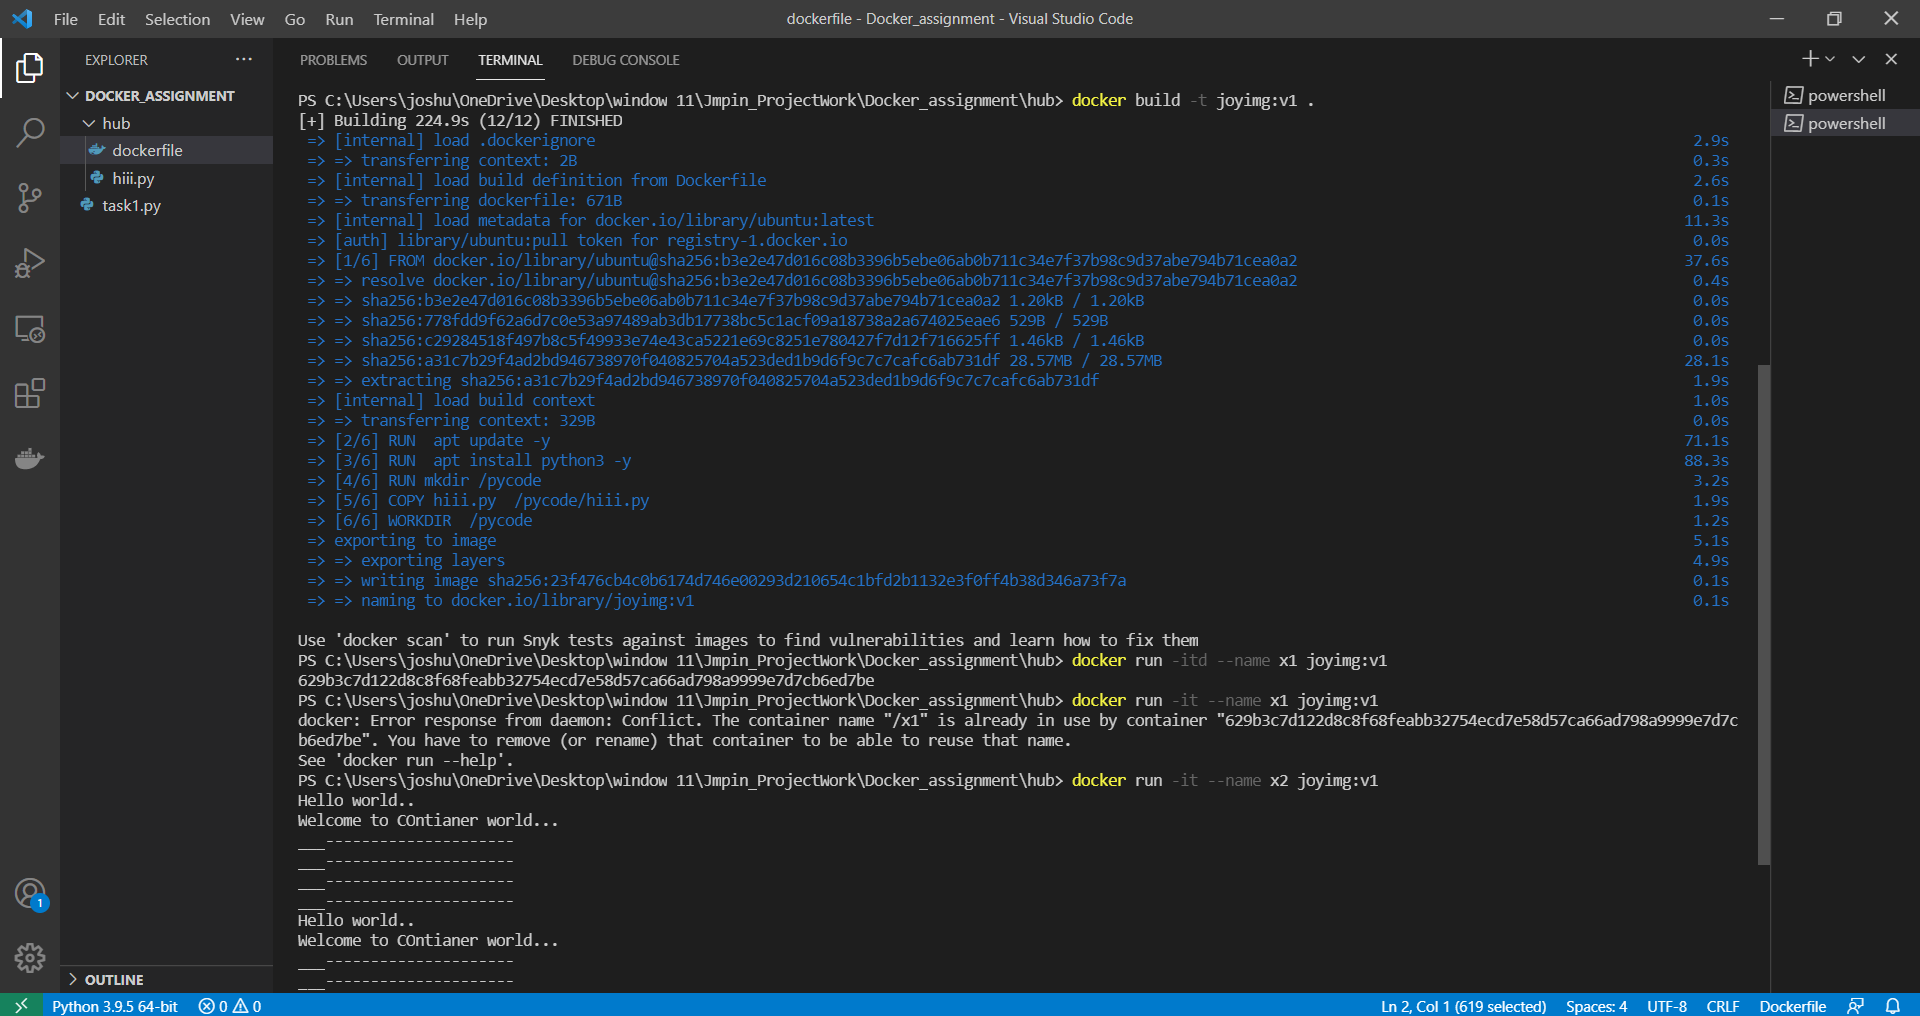 File Edit Selection View Go Run Terminal Help
dockerfile - Docker_assignment - Visual Studio Code
EXPLORER
DOCKER_ASSIGNMENT
hub
dockerfile
hiii.py
task1.py
OUTLINE
PROBLEMS OUTPUT TERMINAL DEBUG CONSOLE
powershell
powershell
PS C:\Users\joshu\OneDrive\Desktop\window 11\Jmpin_ProjectWork\Docker_assignment\hub> docker build -t joyimg:v1 .
[+] Building 224.9s (12/12) FINISHED
=> [internal] load .dockerignore 2.9s
=> => transferring context: 2B 0.3s
=> [internal] load build definition from Dockerfile 2.6s
=> => transferring dockerfile: 671B 0.1s
=> [internal] load metadata for docker.io/library/ubuntu:latest 11.3s
=> [auth] library/ubuntu:pull token for registry-1.docker.io 0.0s
=> [1/6] FROM docker.io/library/ubuntu@sha256:b3e2e47d016c08b3396b5ebe06ab0b711c34e7f37b98c9d37abe794b71cea0a2 37.6s
=> => resolve docker.io/library/ubuntu@sha256:b3e2e47d016c08b3396b5ebe06ab0b711c34e7f37b98c9d37abe794b71cea0a2 0.4s
=> => sha256:b3e2e47d016c08b3396b5ebe06ab0b711c34e7f37b98c9d37abe794b71cea0a2 1.20kB / 1.20kB 0.0s
=> => sha256:778fdd9f62a6d7c0e53a97489ab3db17738bc5c1acf09a18738a2a674025eae6 529B / 529B 0.0s
=> => sha256:c29284518f497b8c5f49933e74e43ca5221e69c8251e780427f7d12f716625ff 1.46kB / 1.46kB 0.0s
=> => sha256:a31c7b29f4ad2bd946738970f040825704a523ded1b9d6f9c7c7cafc6ab731df 28.57MB / 28.57MB 28.1s
=> => extracting sha256:a31c7b29f4ad2bd946738970f040825704a523ded1b9d6f9c7c7cafc6ab731df 1.9s
=> [internal] load build context 1.0s
=> => transferring context: 329B 0.0s
=> [2/6] RUN  apt update -y 71.1s
=> [3/6] RUN  apt install python3 -y 88.3s
=> [4/6] RUN mkdir /pycode 3.2s
=> [5/6] COPY hiii.py  /pycode/hiii.py 1.9s
=> [6/6] WORKDIR  /pycode 1.2s
=> exporting to image 5.1s
=> => exporting layers 4.9s
=> => writing image sha256:23f476cb4c0b6174d746e00293d210654c1bfd2b1132e3f0ff4b38d346a73f7a 0.1s
=> => naming to docker.io/library/joyimg:v1 0.1s
Use 'docker scan' to run Snyk tests against images to find vulnerabilities and learn how to fix them
PS C:\Users\joshu\OneDrive\Desktop\window 11\Jmpin_ProjectWork\Docker_assignment\hub> docker run -itd --name x1 joyimg:v1
629b3c7d122d8c8f68feabb32754ecd7e58d57ca66ad798a9999e7d7cb6ed7be
PS C:\Users\joshu\OneDrive\Desktop\window 11\Jmpin_ProjectWork\Docker_assignment\hub> docker run -it --name x1 joyimg:v1
docker: Error response from daemon: Conflict. The container name "/x1" is already in use by container "629b3c7d122d8c8f68feabb32754ecd7e58d57ca66ad798a9999e7d7c
b6ed7be". You have to remove (or rename) that container to be able to reuse that name.
See 'docker run --help'.
PS C:\Users\joshu\OneDrive\Desktop\window 11\Jmpin_ProjectWork\Docker_assignment\hub> docker run -it --name x2 joyimg:v1
Hello world..
Welcome to COntianer world...
___---------------------
___---------------------
___---------------------
___---------------------
Hello world..
Welcome to COntianer world...
___---------------------
___---------------------
1
Python 3.9.5 64-bit 0 0 Ln 2, Col 1 (619 selected) Spaces: 4 UTF-8 CRLF Dockerfile